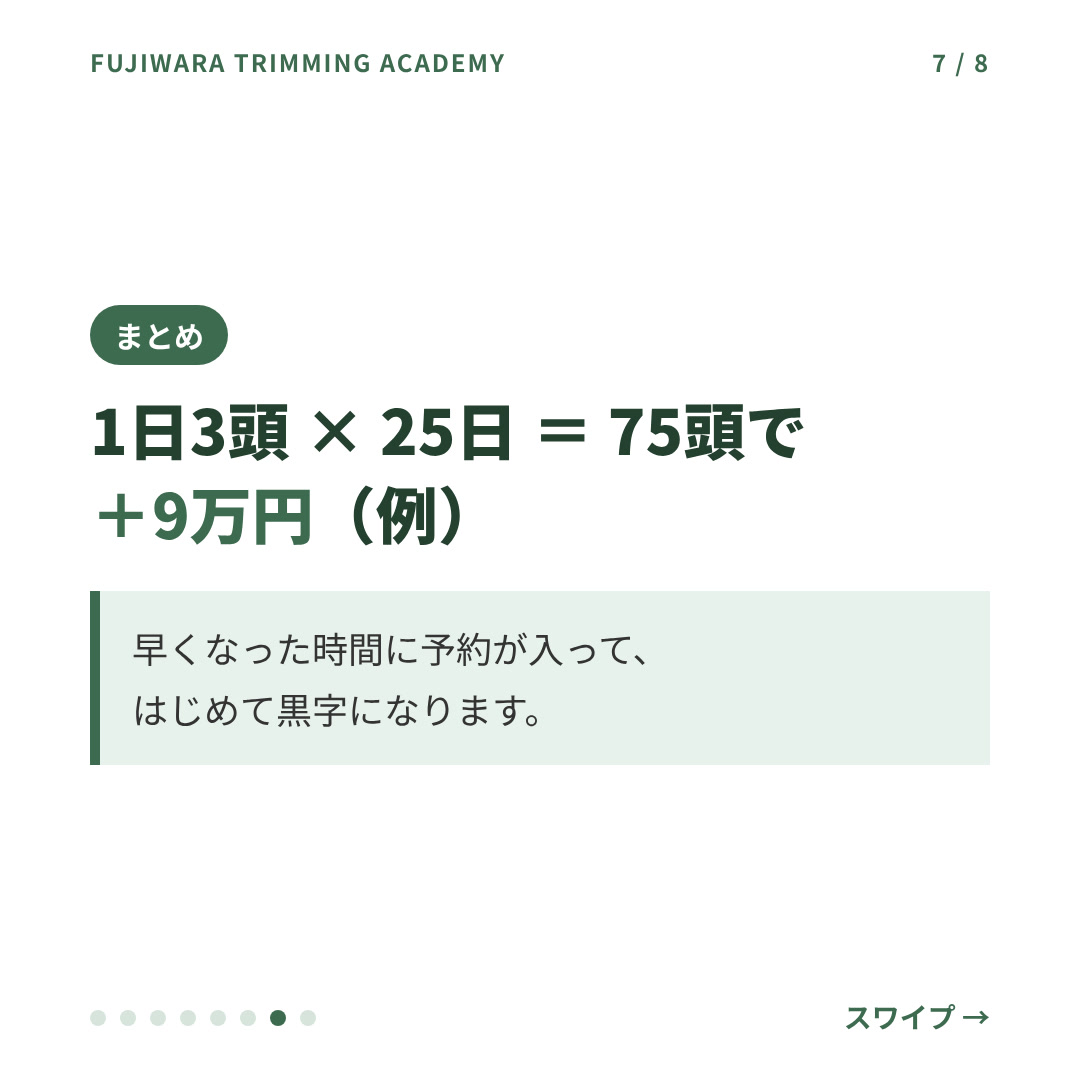 FUJIWARA TRIMMING ACADEMY
7 / 8
まとめ
1日3頭 × 25日 ＝ 75頭で
＋9万円（例）
早くなった時間に予約が入って、
はじめて黒字になります。
スワイプ →